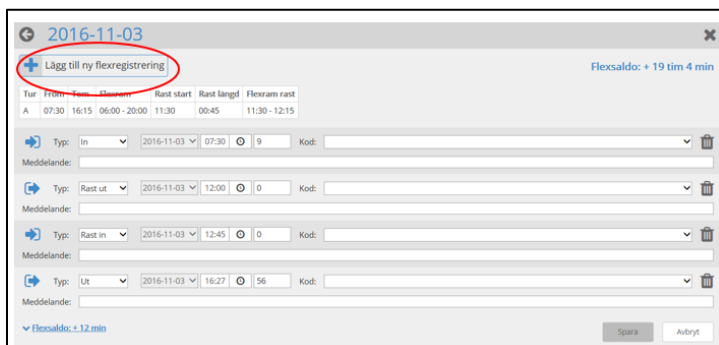 2016-11-03
Lägg till ny flexregistrering
Flexsaldo: + 19 tim 4 min
Tur From Tom Flexram Rast start Rast längd Flexram rast
A 07:30 16:15 06:00 - 20:00 11:30 00:45 11:30 - 12:15
Typ: In 2016-11-03 07:30 9 Kod:
Meddelande:
Typ: Rast ut 2016-11-03 12:00 0 Kod:
Meddelande:
Typ: Rast in 2016-11-03 12:45 0 Kod:
Meddelande:
Typ: Ut 2016-11-03 16:27 56 Kod:
Meddelande:
Flexsaldo: + 12 min
Spara Avbryt